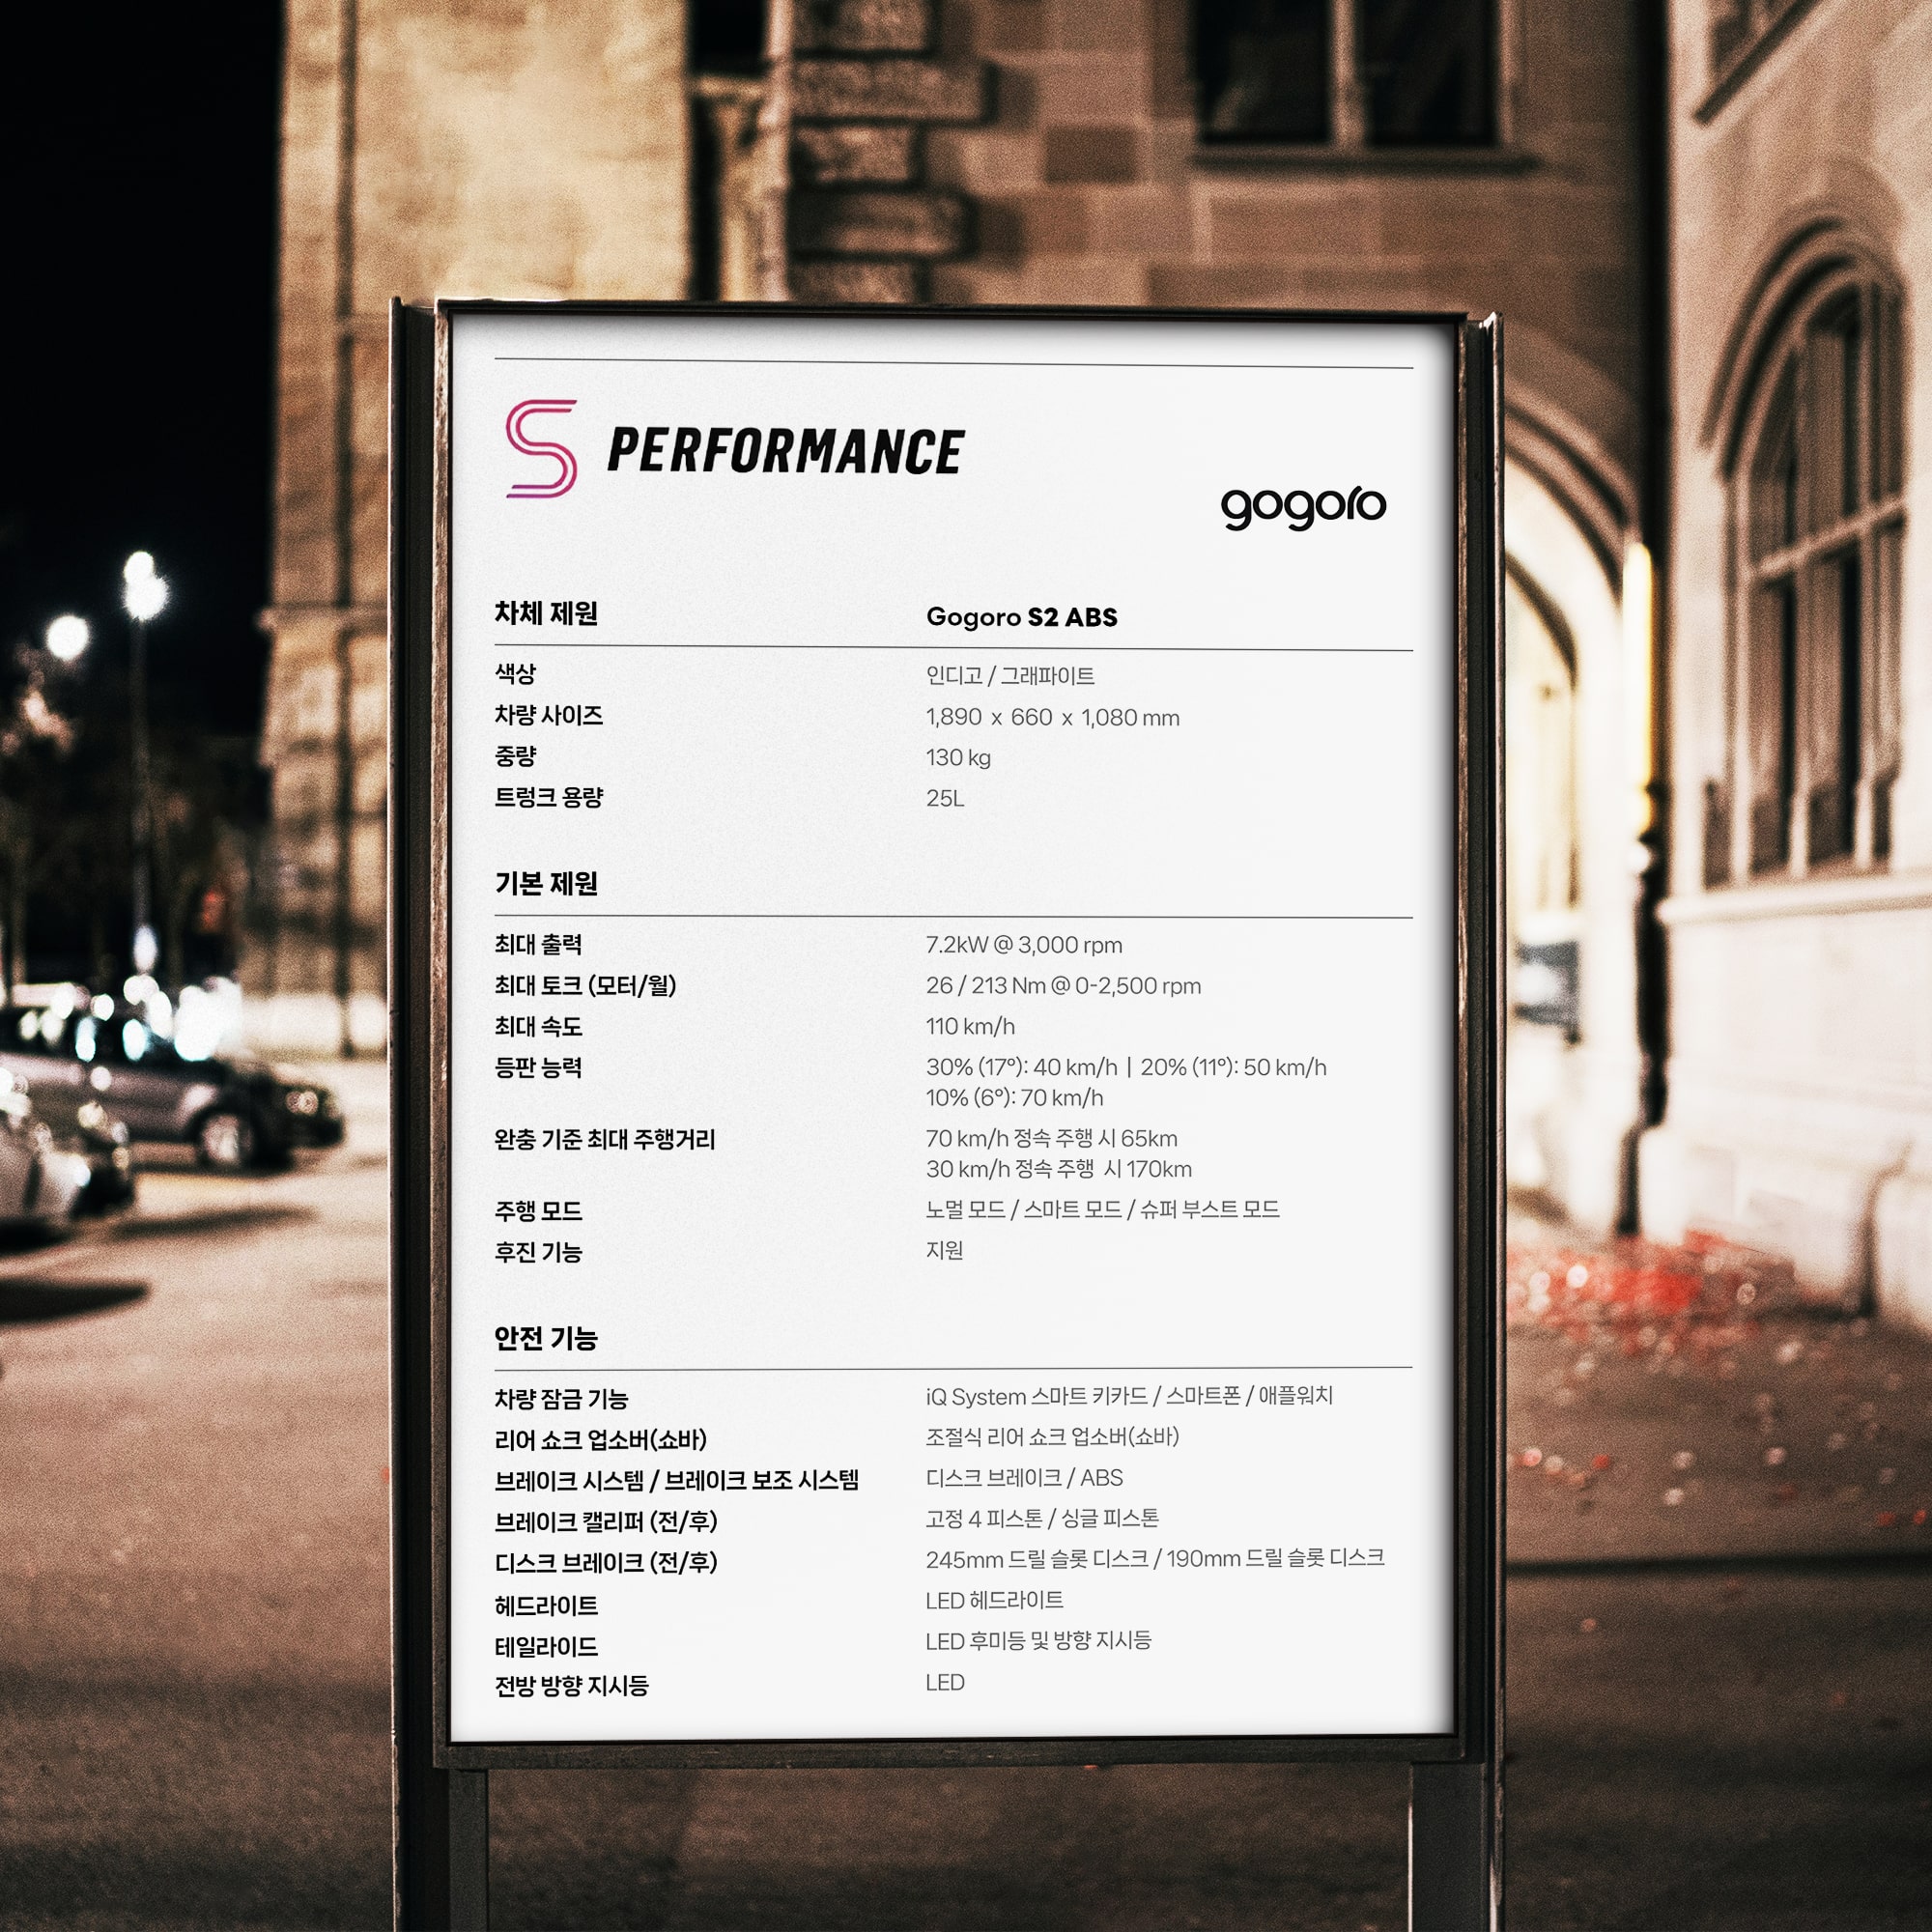 S PERFORMANCE
gogoro
차체 제원 Gogoro S2 ABS
색상 인디고 / 그래파이트
차량 사이즈 1,890 x 660 x 1,080 mm
중량 130 kg
트렁크 용량 25L
기본 제원
최대 출력 7.2kW @ 3,000 rpm
최대 토크 (모터/월) 26 / 213 Nm @ 0-2,500 rpm
최대 속도 110 km/h
등판 능력 30% (17º): 40 km/h | 20% (11º): 50 km/h
10% (6º): 70 km/h
완충 기준 최대 주행거리 70 km/h 정속 주행 시 65km
30 km/h 정속 주행 시 170km
주행 모드 노멀 모드 / 스마트 모드 / 슈퍼 부스트 모드
후진 기능 지원
안전 기능
차량 잠금 기능 iQ System 스마트 키카드 / 스마트폰 / 애플워치
리어 쇼크 업소버(쇼바) 조절식 리어 쇼크 업소버(쇼바)
브레이크 시스템 / 브레이크 보조 시스템 디스크 브레이크 / ABS
브레이크 캘리퍼 (전/후) 고정 4 피스톤 / 싱글 피스톤
디스크 브레이크 (전/후) 245mm 드릴 슬롯 디스크 / 190mm 드릴 슬롯 디스크
헤드라이트 LED 헤드라이트
테일라이드 LED 후미등 및 방향 지시등
전방 방향 지시등 LED